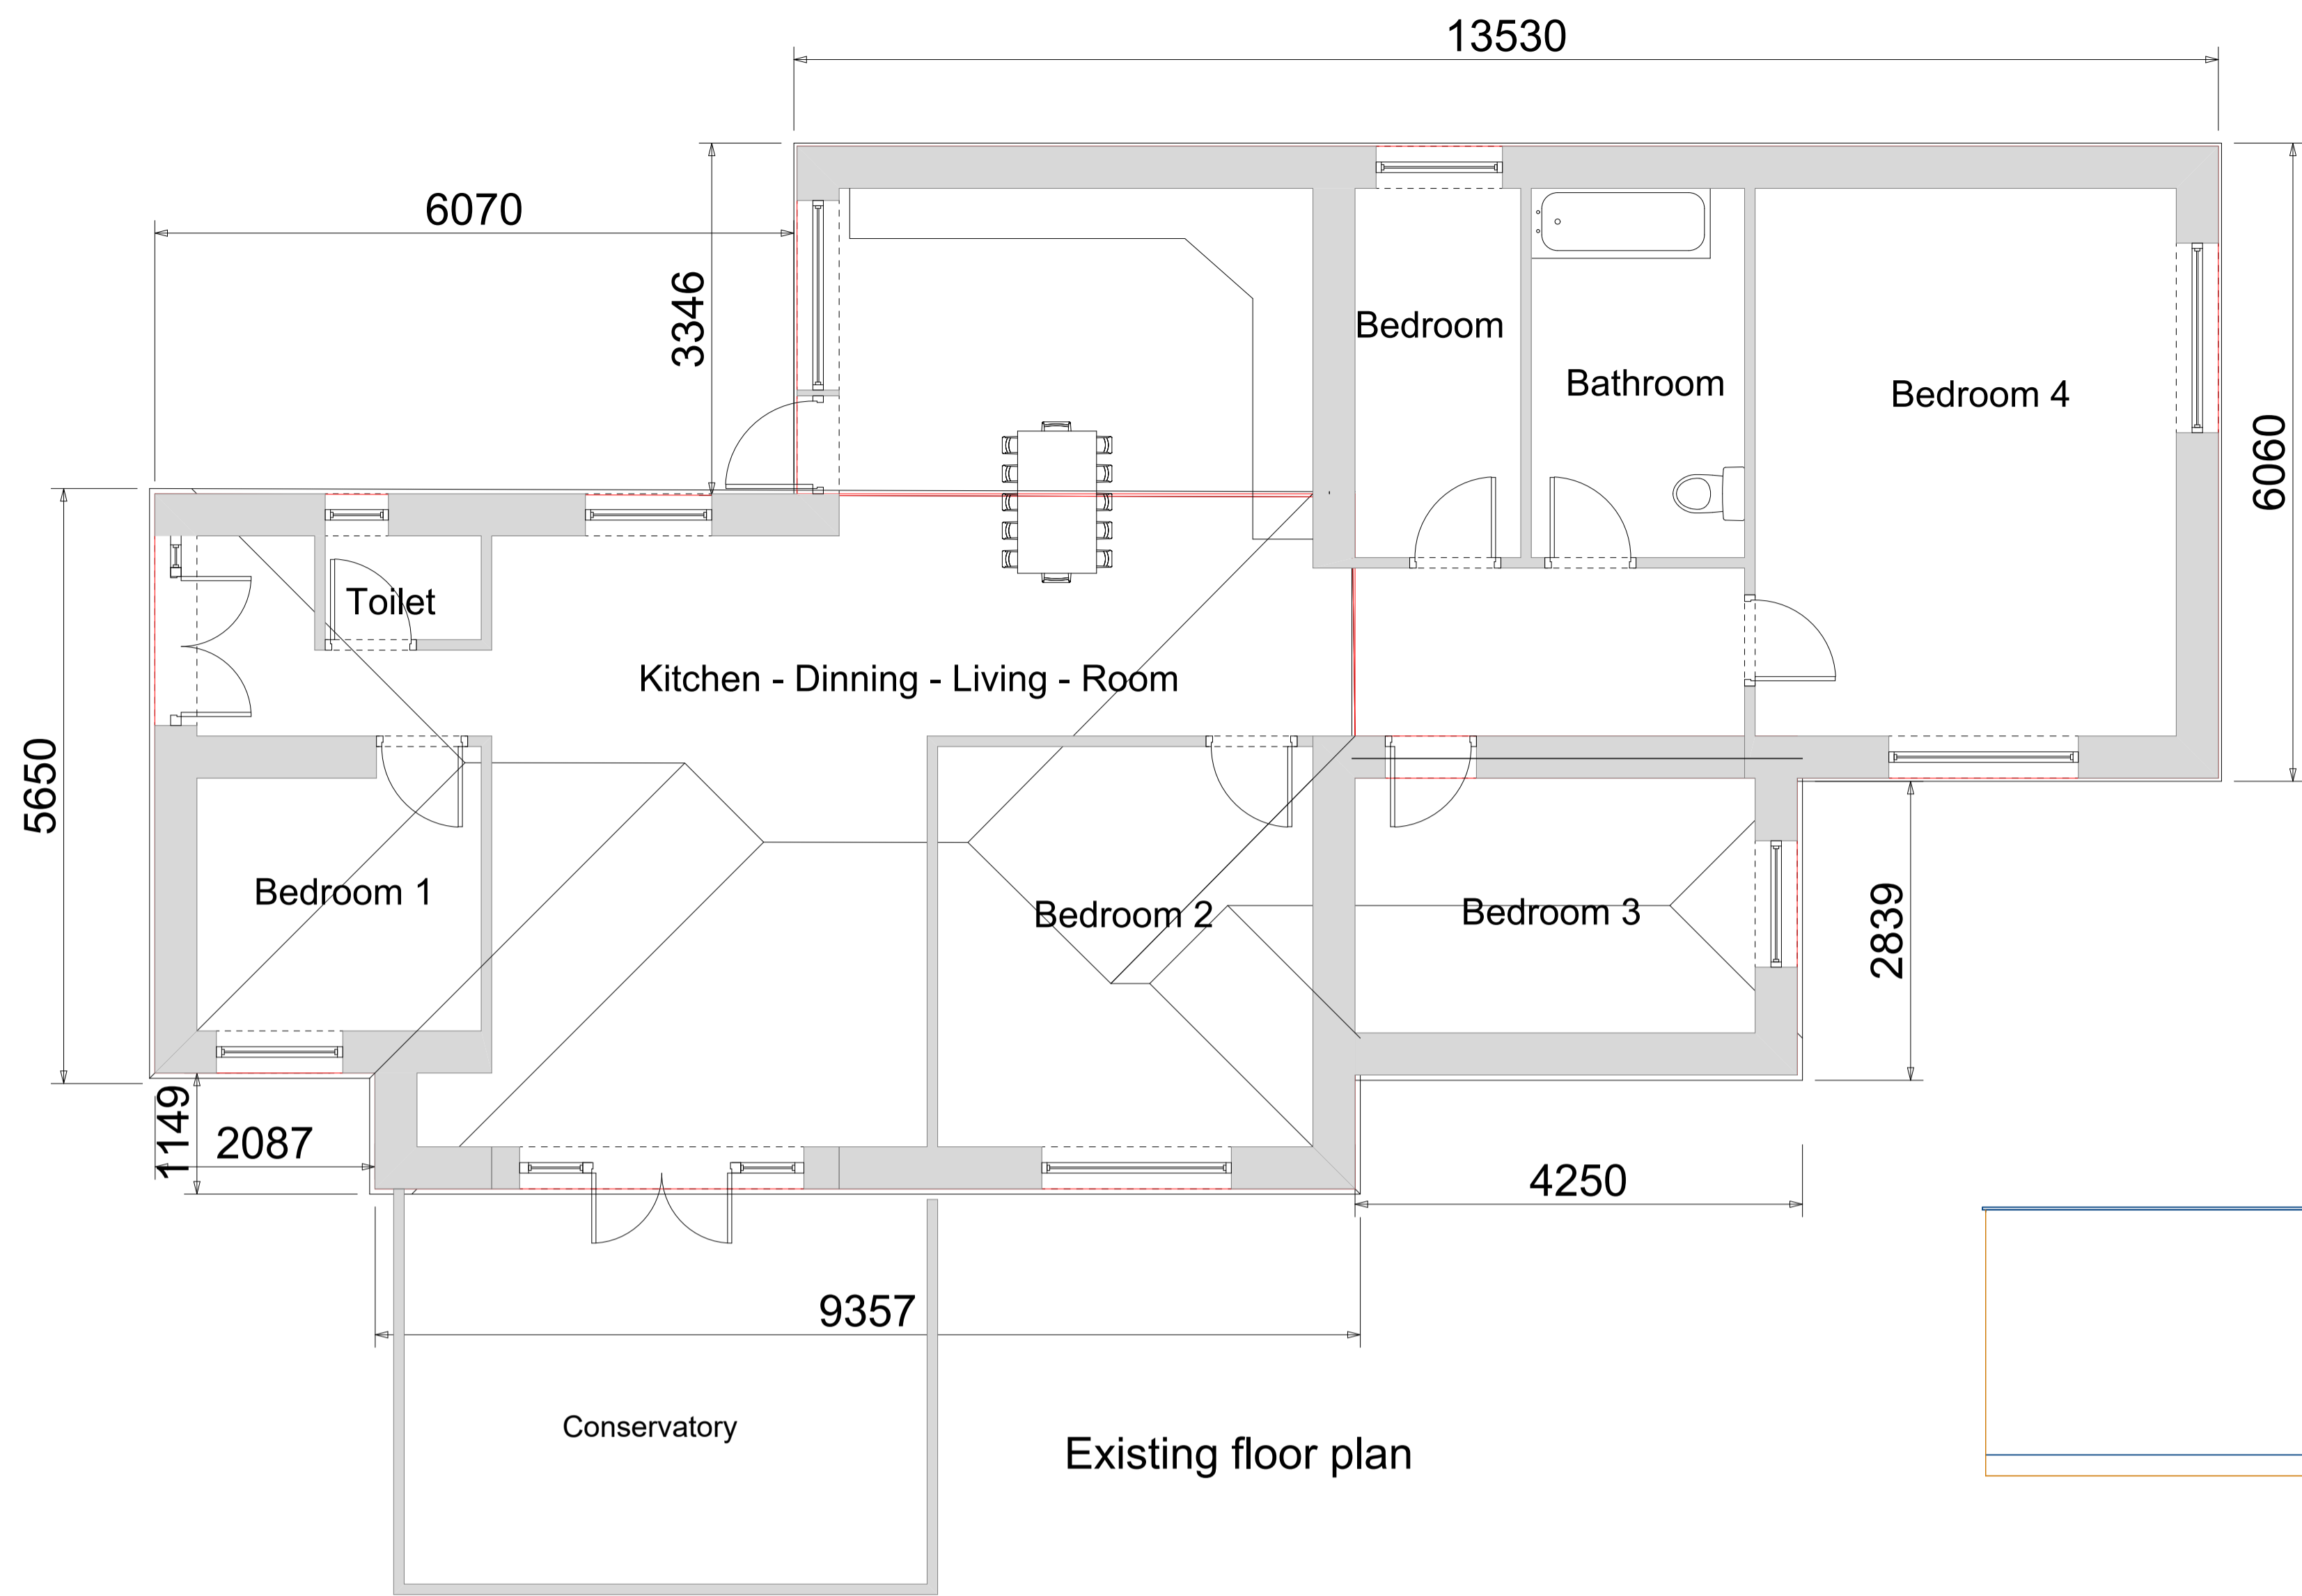 13530
6070
3346
Bedroom
Bathroom
Bedroom 4
6060
Toilet
Kitchen - Dinning - Living - Room
5650
Bedroom 1
Bedroom 2
Bedroom 3
2839
1149
2087
4250
9357
Conservatory
Existing floor plan